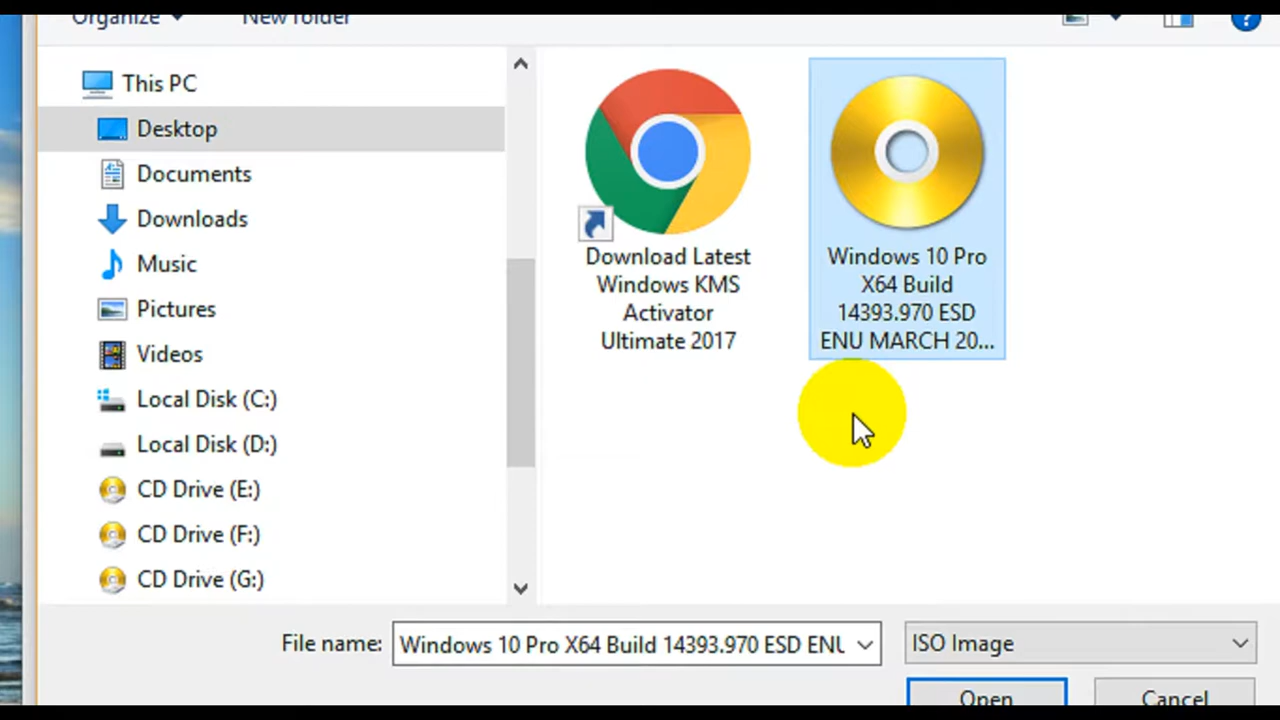 Organize
New folder
?
This PC
Desktop
Documents
Downloads
Music
Pictures
Videos
Local Disk (C:)
Local Disk (D:)
CD Drive (E:)
CD Drive (F:)
CD Drive (G:)
Download Latest
Windows KMS
Activator
Ultimate 2017
Windows 10 Pro
X64 Build
14393.970 ESD
ENU MARCH 20...
File name:
Windows 10 Pro X64 Build 14393.970 ESD ENU
ISO Image
Open
Cancel